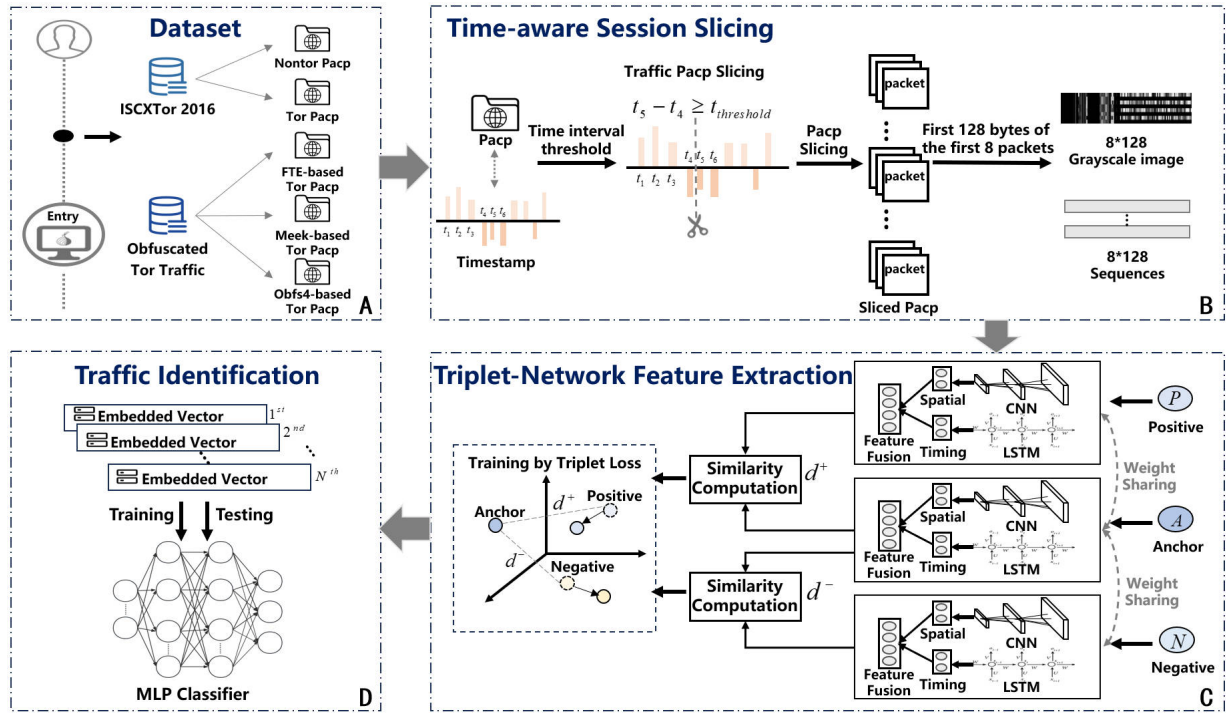 Dataset
Nontor Pacp
ISCXTor 2016
Tor Pacp
FTE-based
Tor Pacp
Entry
Meek-based
Tor Pacp
Obfuscated
Tor Traffic
Obfs4-based
Tor Pacp
A
Time-aware Session Slicing
Traffic Pacp Slicing
t5 − t4 ≥ tthreshold
Pacp
Time interval
threshold
t1 t2 t3 t4 t5 t6
t1 t2 t3 t4 t5 t6
Timestamp
Pacp
Slicing
packet
packet
packet
Sliced Pacp
First 128 bytes of
the first 8 packets
8*128
Grayscale image
8*128
Sequences
B
Triplet-Network Feature Extraction
Training by Triplet Loss
Anchor
d+
Positive
d−
Negative
Similarity
Computation
d+
Similarity
Computation
d−
Feature
Fusion
Spatial
Timing
CNN
LSTM
Feature
Fusion
Spatial
Timing
CNN
LSTM
Feature
Fusion
Spatial
Timing
CNN
LSTM
P
Positive
Weight
Sharing
A
Anchor
Weight
Sharing
N
Negative
C
Traffic Identification
Embedded Vector 1st
Embedded Vector 2nd
Embedded Vector Nth
Training
Testing
MLP Classifier
D